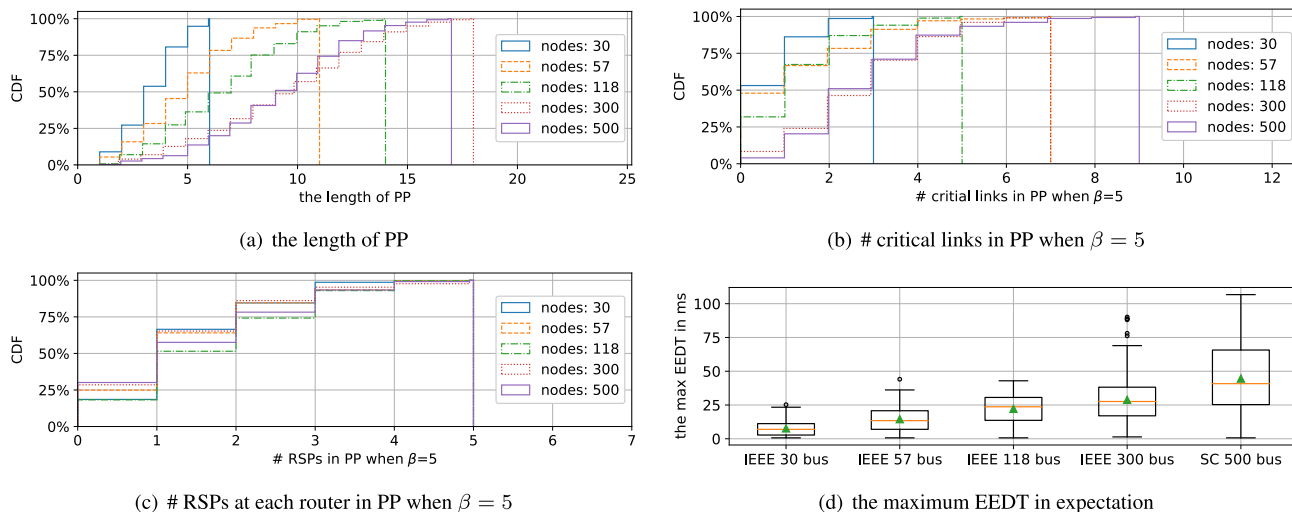 100%
75%
50%
25%
0%
CDF
0 5 10 15 20 25
the length of PP
nodes: 30
nodes: 57
nodes: 118
nodes: 300
nodes: 500
(a) the length of PP
100%
75%
50%
25%
0%
CDF
0 2 4 6 8 10 12
# critial links in PP when β=5
nodes: 30
nodes: 57
nodes: 118
nodes: 300
nodes: 500
(b) # critical links in PP when β = 5
100%
75%
50%
25%
0%
CDF
0 1 2 3 4 5 6 7
# RSPs in PP when β=5
nodes: 30
nodes: 57
nodes: 118
nodes: 300
nodes: 500
(c) # RSPs at each router in PP when β = 5
100
75
50
25
0
the max EEDT in ms
IEEE 30 bus IEEE 57 bus IEEE 118 bus IEEE 300 bus SC 500 bus
(d) the maximum EEDT in expectation